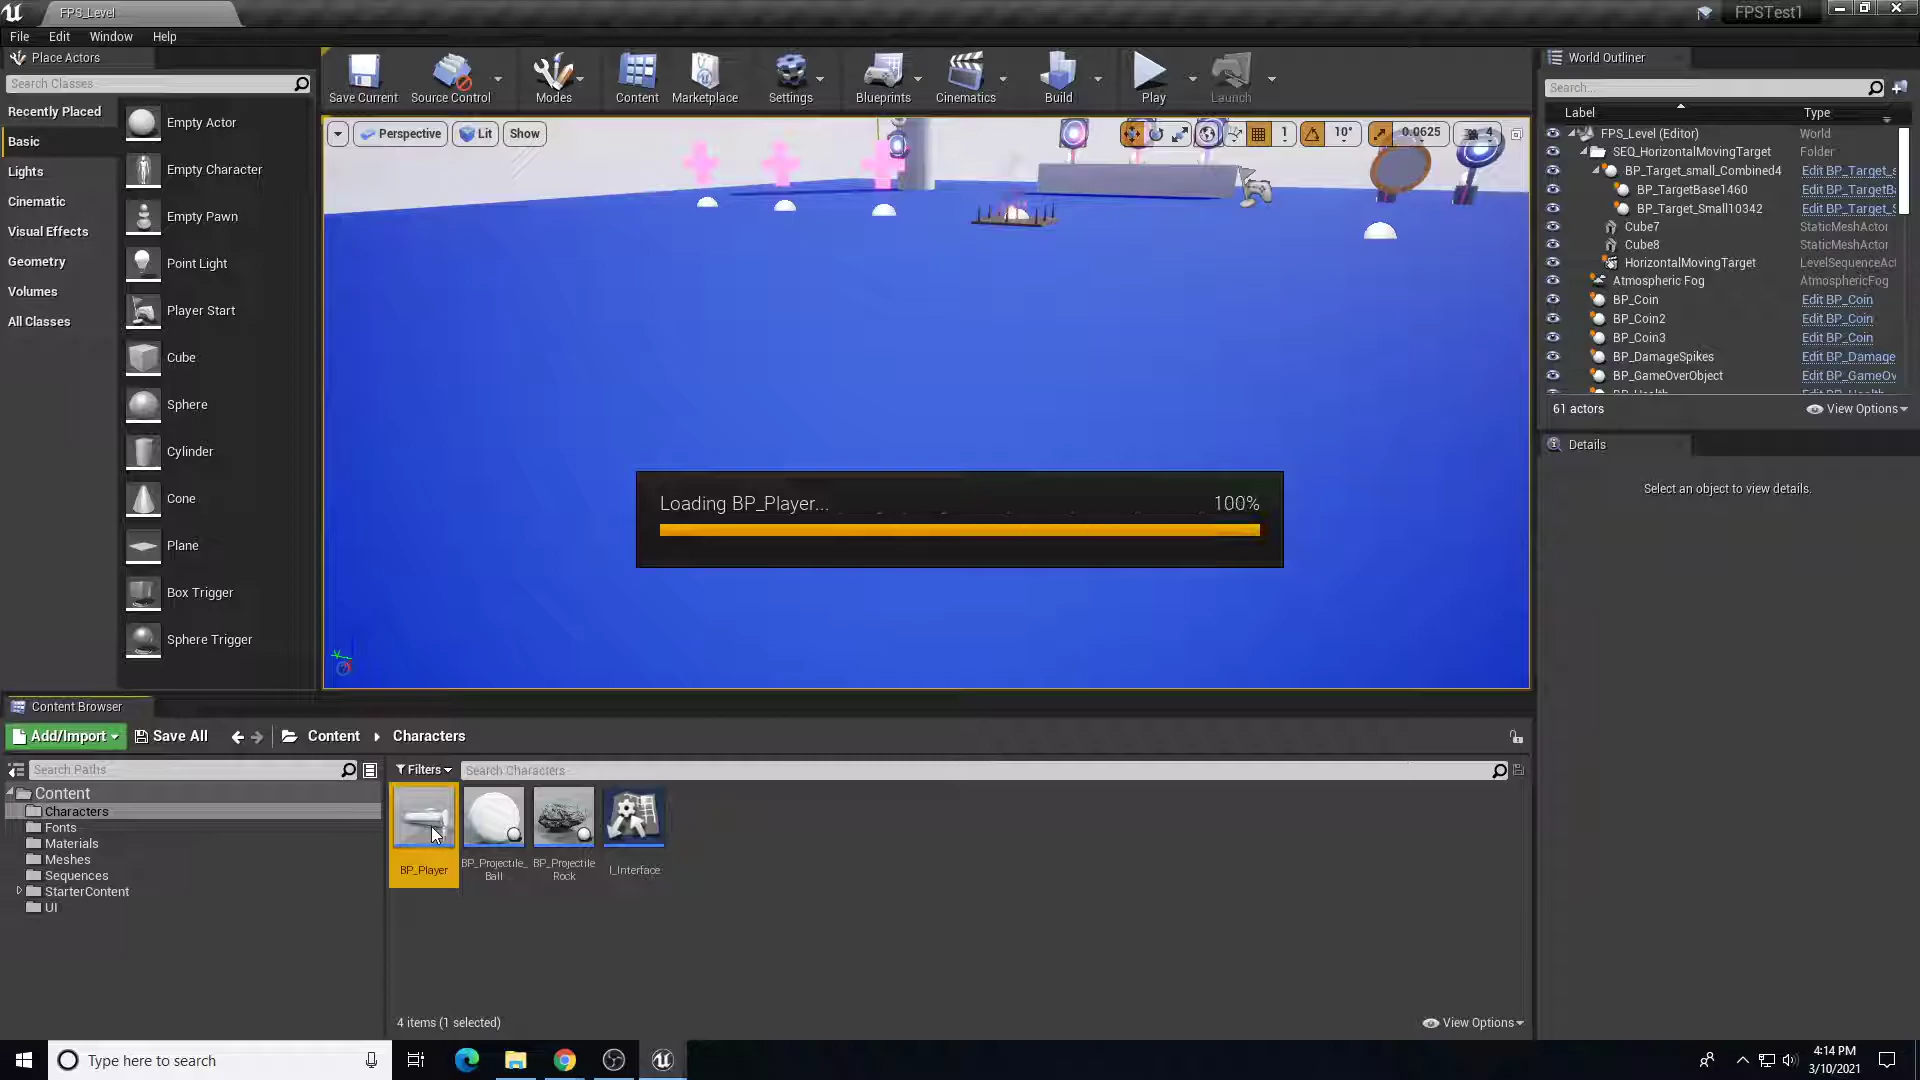 FPS_Level
FPSTest1
File Edit Window Help
Place Actors
Search Classes
Recently Placed
Basic
Lights
Cinematic
Visual Effects
Geometry
Volumes
All Classes
Empty Actor
Empty Character
Empty Pawn
Point Light
Player Start
Cube
Sphere
Cylinder
Cone
Plane
Box Trigger
Sphere Trigger
Save Current
Source Control
Modes
Content
Marketplace
Settings
Blueprints
Cinematics
Build
Play
Launch
Perspective Lit Show
1 10° 0.0625 4
Loading BP_Player... 100%
World Outliner
Search...
Label Type
FPS_Level (Editor) World
SEQ_HorizontalMovingTarget Folder
BP_Target_small_Combined4 Edit BP_Target_s
BP_TargetBase1460 Edit BP_TargetBa
BP_Target_Small10342 Edit BP_Target_S
Cube7 StaticMeshActor
Cube8 StaticMeshActor
HorizontalMovingTarget LevelSequenceAct
Atmospheric Fog AtmosphericFog
BP_Coin Edit BP_Coin
BP_Coin2 Edit BP_Coin
BP_Coin3 Edit BP_Coin
BP_DamageSpikes Edit BP_Damage
BP_GameOverObject Edit BP_GameOv
61 actors View Options
Details
Select an object to view details.
Content Browser
Add/Import Save All Content Characters
Search Paths
Filters Search Characters
Content
Characters
Fonts
Materials
Meshes
Sequences
StarterContent
UI
BP_Player
BP_Projectile_
Ball
BP_Projectile
Rock
I_Interface
4 items (1 selected) View Options
Type here to search
4:14 PM
3/10/2021